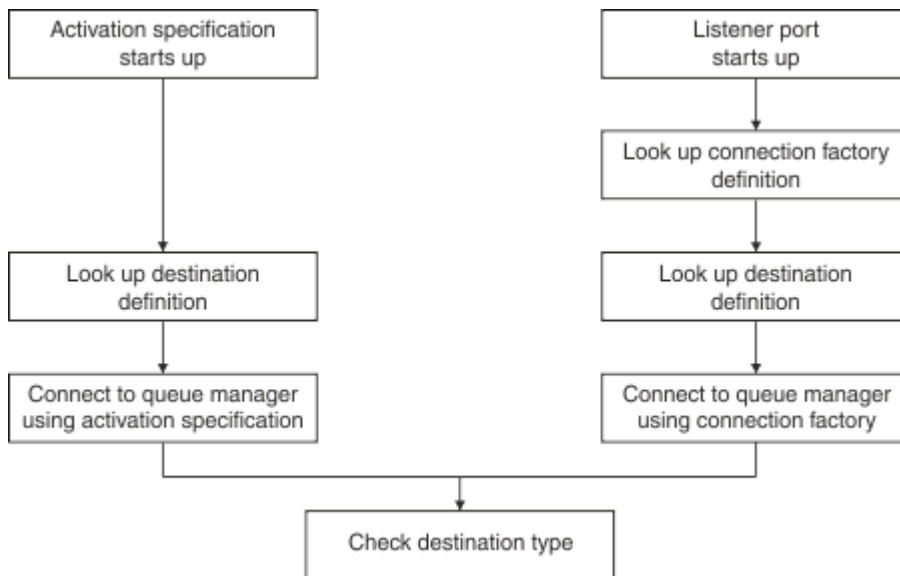 Activation specification
starts up
Listener port
starts up
Look up connection factory
definition
Look up destination
definition
Look up destination
definition
Connect to queue manager
using activation specification
Connect to queue manager
using connection factory
Check destination type